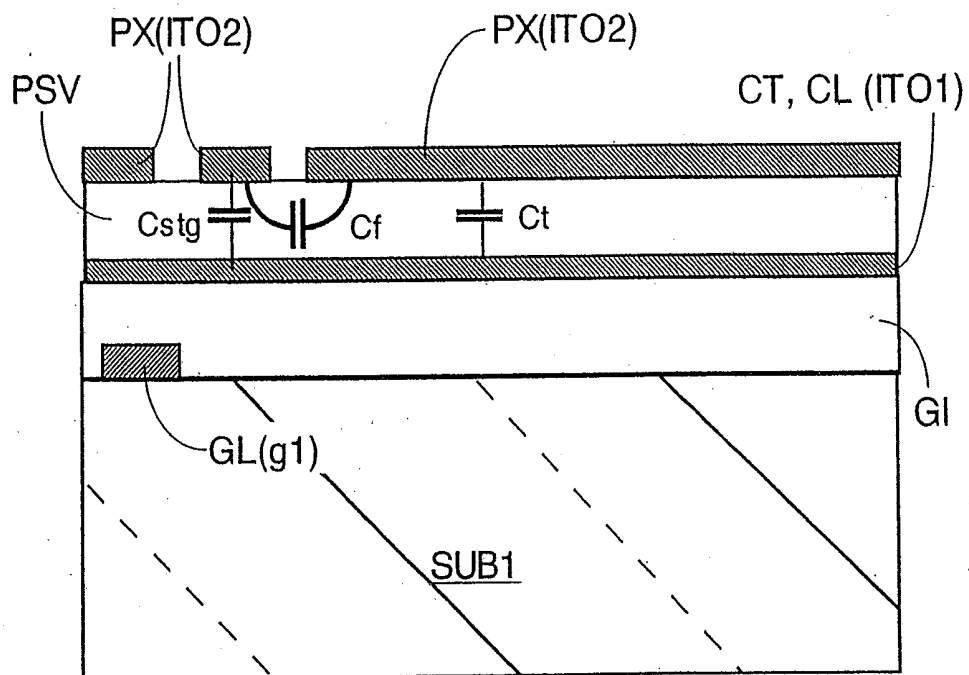 PX(ITO2)
PX(ITO2)
PSV
CT, CL (ITO1)
Cstg
Cf
Ct
GI
GL(g1)
SUB1